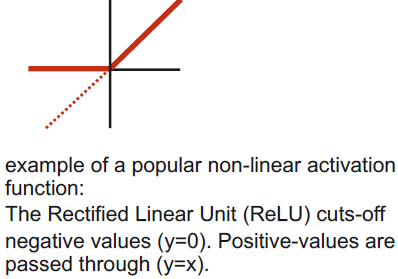 example of a popular non-linear activation
function:
The Rectified Linear Unit (ReLU) cuts-off
negative values (y=0). Positive-values are
passed through (y=x).